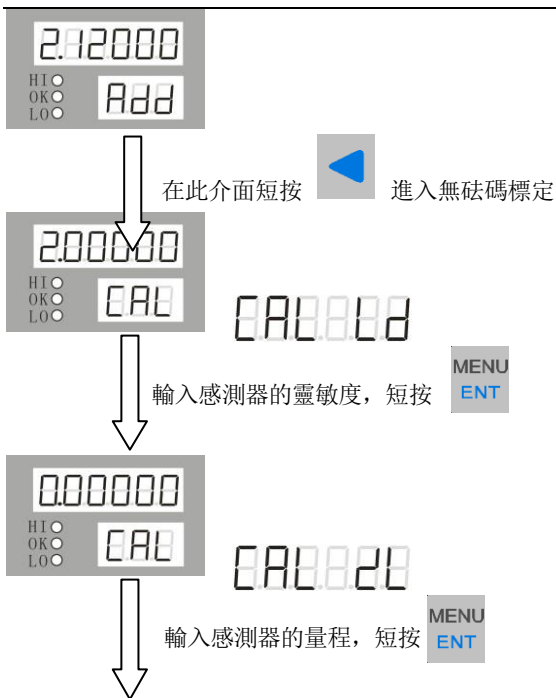 2.12000
HI
OK
LO
Add
在此介面短按 進入無砝碼標定
2.00000
HI
OK
LO
CAL
CAL Ld
MENU
ENT
輸入感測器的靈敏度，短按
0.00000
HI
OK
LO
CAL
CAL dL
MENU
ENT
輸入感測器的量程，短按